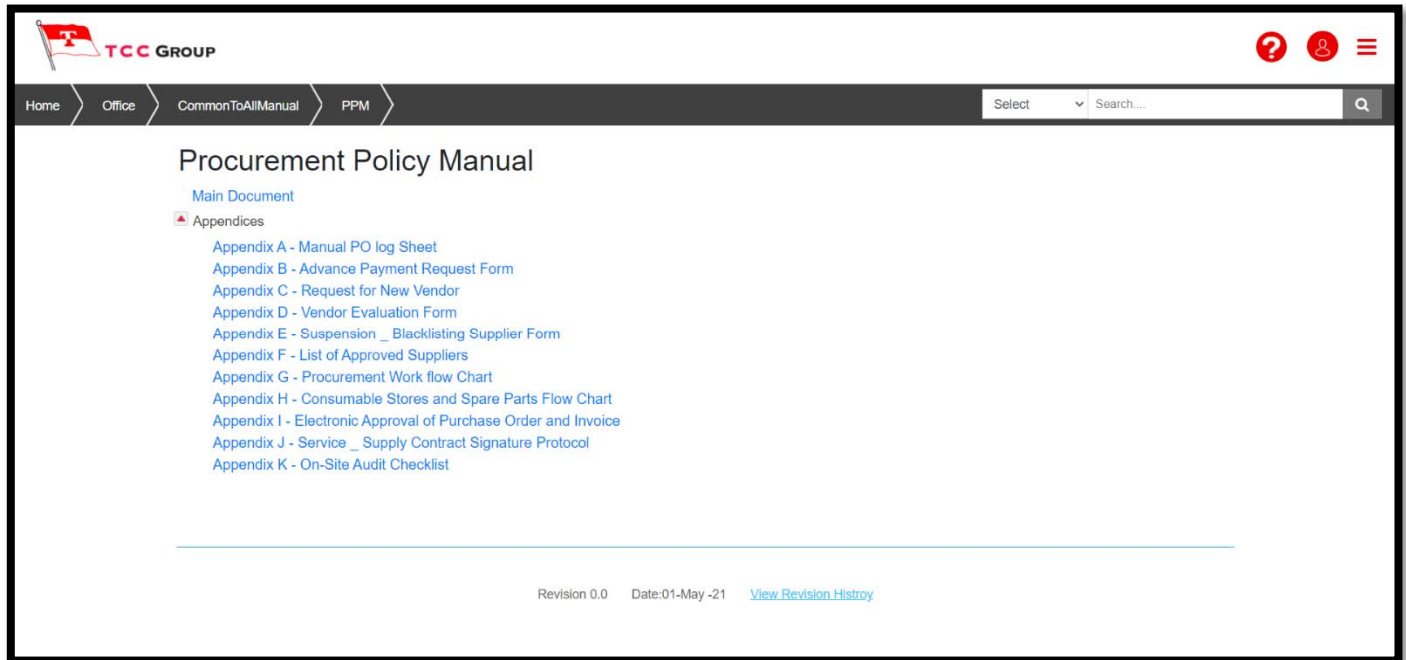 T
TCC GROUP
Home Office CommonToAllManual PPM Select Search.... 
Procurement Policy Manual
Main Document
Appendices
Appendix A - Manual PO log Sheet
Appendix B - Advance Payment Request Form
Appendix C - Request for New Vendor
Appendix D - Vendor Evaluation Form
Appendix E - Suspension _ Blacklisting Supplier Form
Appendix F - List of Approved Suppliers
Appendix G - Procurement Work flow Chart
Appendix H - Consumable Stores and Spare Parts Flow Chart
Appendix I - Electronic Approval of Purchase Order and Invoice
Appendix J - Service _ Supply Contract Signature Protocol
Appendix K - On-Site Audit Checklist
Revision 0.0 Date:01-May -21 View Revision Histroy